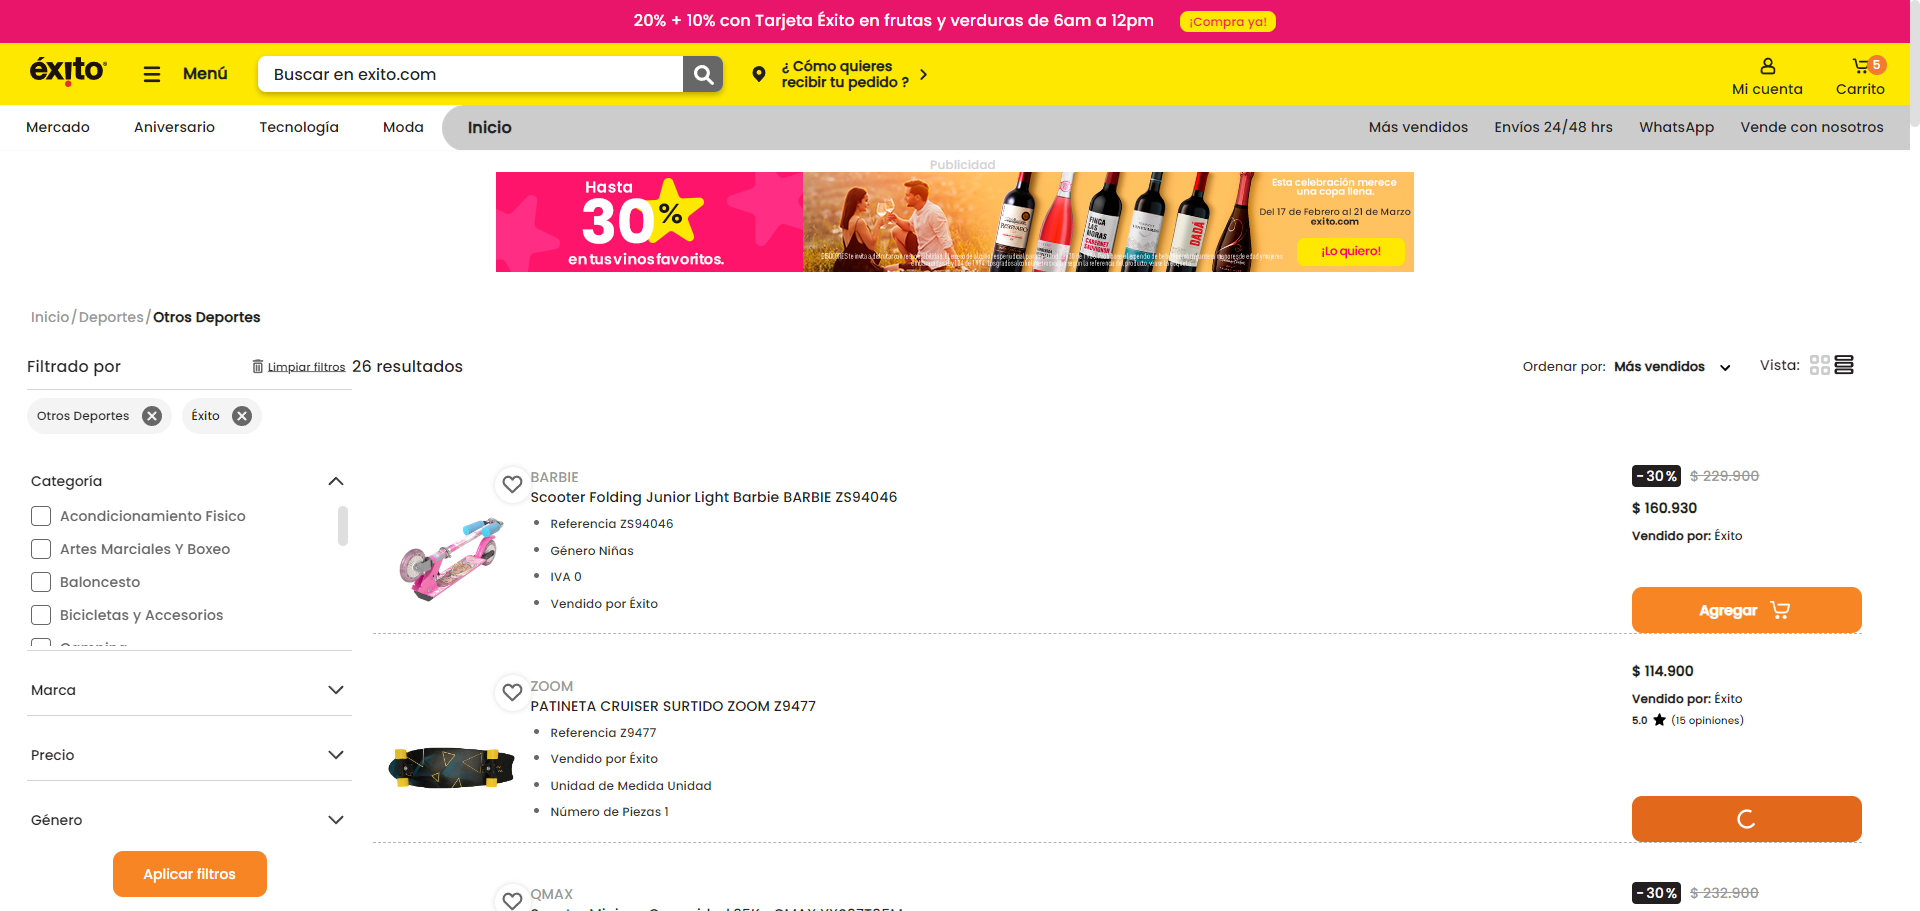 20% + 10% con Tarjeta Éxito en frutas y verduras de 6am a 12pm
¡Compra ya!
éxito
Menú
Buscar en exito.com
¿ Cómo quieres
recibir tu pedido ?
Mi cuenta
5
Carrito
Mercado
Aniversario
Tecnología
Moda
Inicio
Más vendidos
Envíos 24/48 hrs
WhatsApp
Vende con nosotros
Publicidad
Hasta
30%
en tus vinos favoritos.
RESERVADO
FINCA
LAS
MORAS
CABERNET
SAUVIGNON
DADÁ
Esta celebración merece
una copa llena.
Del 17 de Febrero al 21 de Marzo
exito.com
¡Lo quiero!
Inicio / Deportes / Otros Deportes
Filtrado por
Limpiar filtros
26 resultados
Ordenar por: Más vendidos
Vista:
Otros Deportes
Éxito
Categoría
Acondicionamiento Fisico
Artes Marciales Y Boxeo
Baloncesto
Bicicletas y Accesorios
Marca
Precio
Género
Aplicar filtros
BARBIE
Scooter Folding Junior Light Barbie BARBIE ZS94046
Referencia ZS94046
Género Niñas
IVA 0
Vendido por Éxito
-30% $ 229.900
$ 160.930
Vendido por: Éxito
Agregar
ZOOM
PATINETA CRUISER SURTIDO ZOOM Z9477
Referencia Z9477
Vendido por Éxito
Unidad de Medida Unidad
Número de Piezas 1
$ 114.900
Vendido por: Éxito
5.0 ★ (15 opiniones)
QMAX
-30% $ 232.900